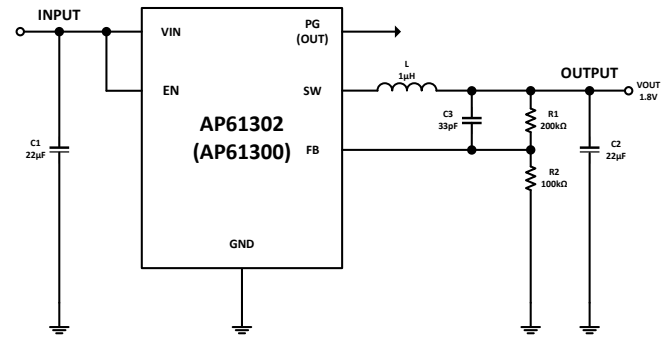 INPUT
VIN
PG
(OUT)
EN
SW
L
1µH
OUTPUT
VOUT
1.8V
C3
33pF
R1
200kΩ
AP61302
(AP61300)
FB
C1
22µF
C2
22µF
R2
100kΩ
GND